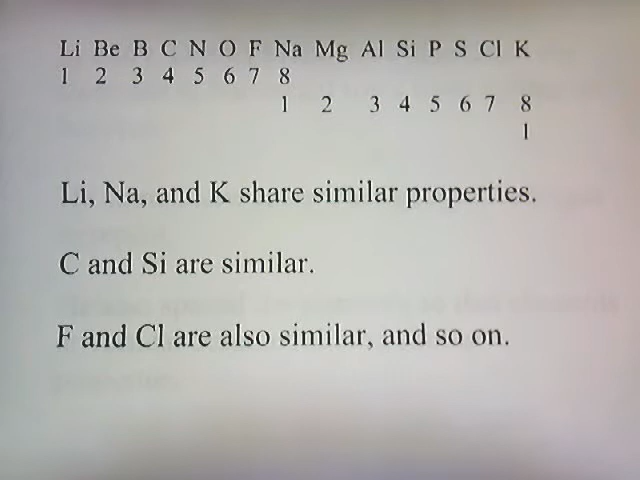 Li Be B C N O F Na Mg Al Si P S Cl K
1 2 3 4 5 6 7 8
1 2 3 4 5 6 7 8
1
Li, Na, and K share similar properties.
C and Si are similar.
F and Cl are also similar, and so on.